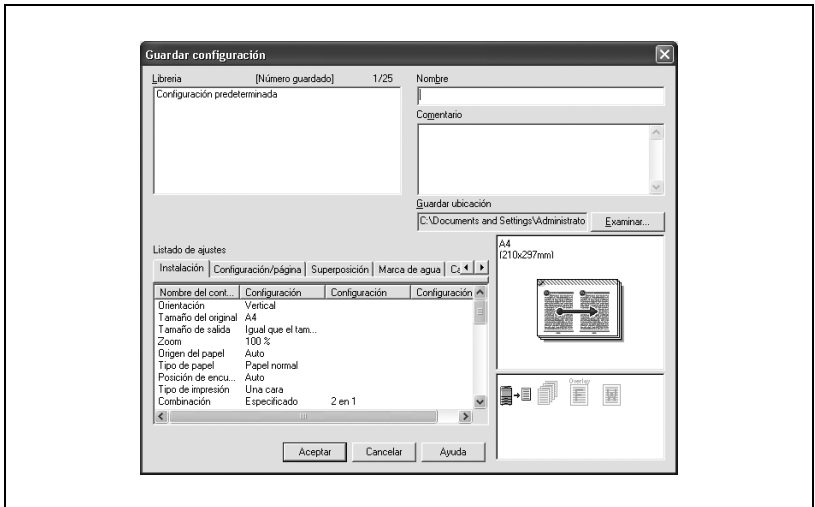 Guardar configuración
Libreria [Número guardado] 1/25
Configuración predeterminada
Nombre
Comentario
Guardar ubicación
C:\Documents and Settings\Administrato Examinar...
Listado de ajustes
Instalación Configuración/página Superposición Marca de agua
Nombre del cont... Configuración Configuración Configuración
Orientación Vertical
Tamaño del original A4
Tamaño de salida Igual que el tam...
Zoom 100 %
Origen del papel Auto
Tipo de papel Papel normal
Posición de encu... Auto
Tipo de impresión Una cara
Combinación Especificado 2 en 1
A4
(210x297mm)
Overlay
F
W
Aceptar Cancelar Ayuda